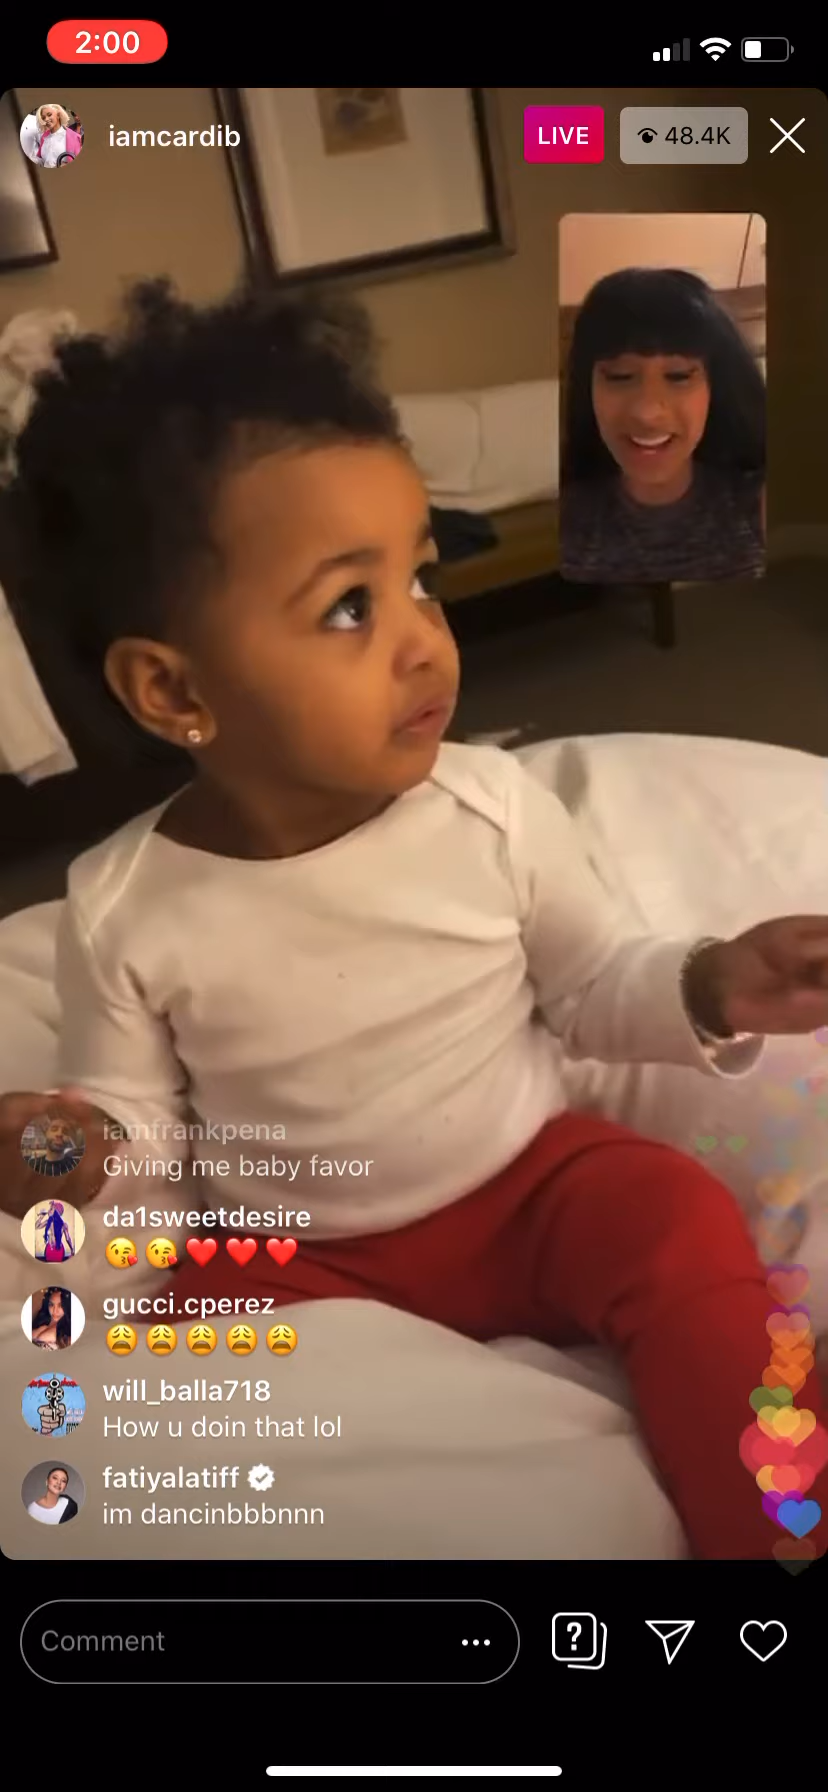 2:00
iamcardib
LIVE
48.4K
iamfrankpena
Giving me baby favor
da1sweetdesire
😘😘❤️❤️❤️
gucci.cperez
😩😩😩😩😩
will_balla718
How u doin that lol
fatiyalatiff
im dancinbbbnnn
Comment
?